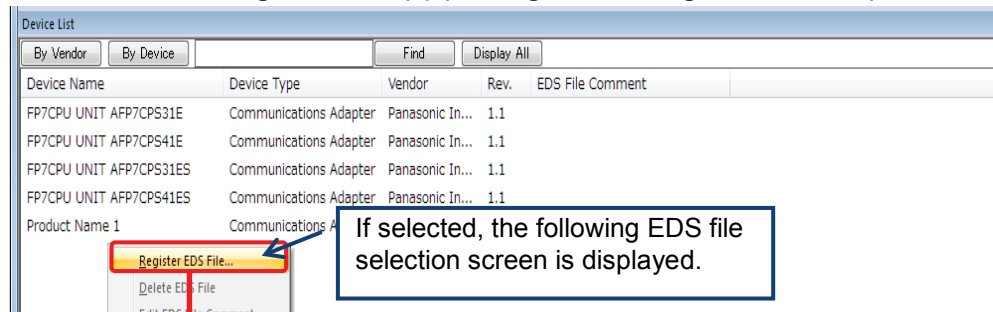 Device List
By Vendor By Device Find Display All
Device Name Device Type Vendor Rev. EDS File Comment
FP7CPU UNIT AFP7CPS31E Communications Adapter Panasonic In... 1.1
FP7CPU UNIT AFP7CPS41E Communications Adapter Panasonic In... 1.1
FP7CPU UNIT AFP7CPS31ES Communications Adapter Panasonic In... 1.1
FP7CPU UNIT AFP7CPS41ES Communications Adapter Panasonic In... 1.1
Product Name 1 Communications
If selected, the following EDS file
selection screen is displayed.
Register EDS File...
Delete EDS File